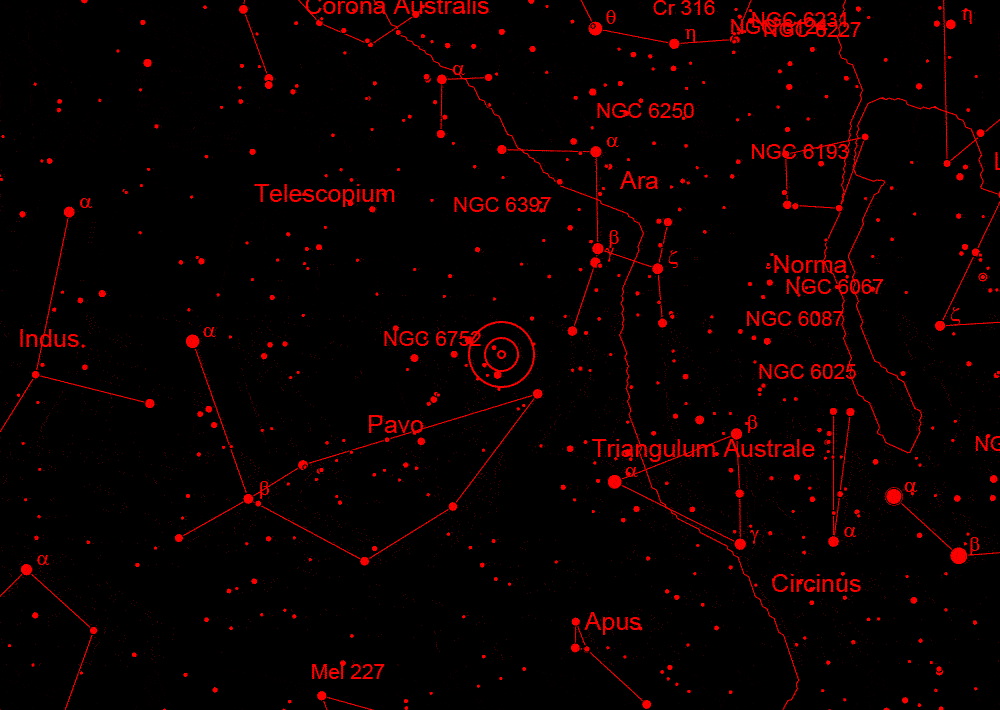 Corona Australis
θ
Cr 316
NGC 6231
η
NGC 6227
η
α
NGC 6250
α
NGC 6193
Ara
Telescopium
α
NGC 6397
β
γ
ζ
Norma
NGC 6067
ζ
NGC 6087
Indus.
α
NGC 6752
NGC 6025
Pavo
β
Triangulum Australe
NG
α
β
α
γ
α
β
α
Circinus
Apus
Mel 227